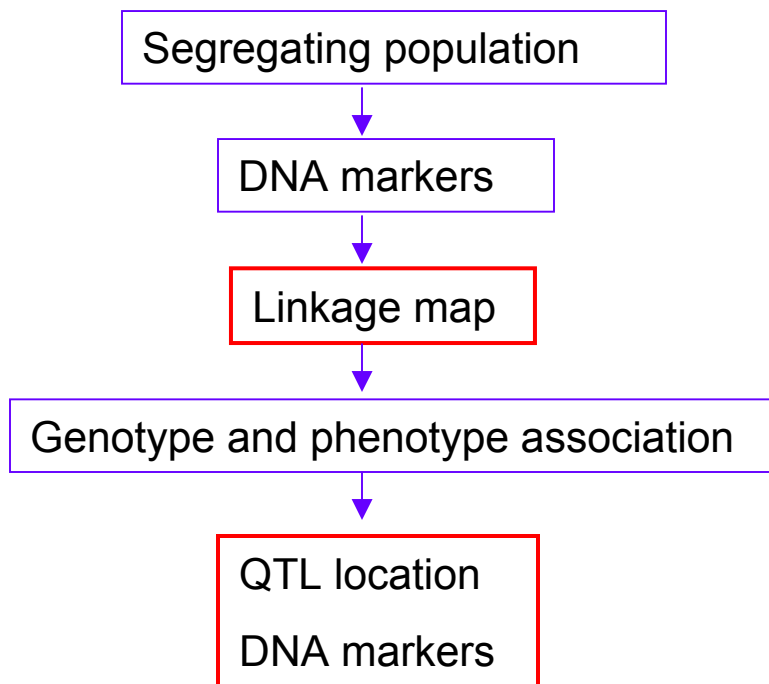 Segregating population
DNA markers
Linkage map
Genotype and phenotype association
QTL location
DNA markers